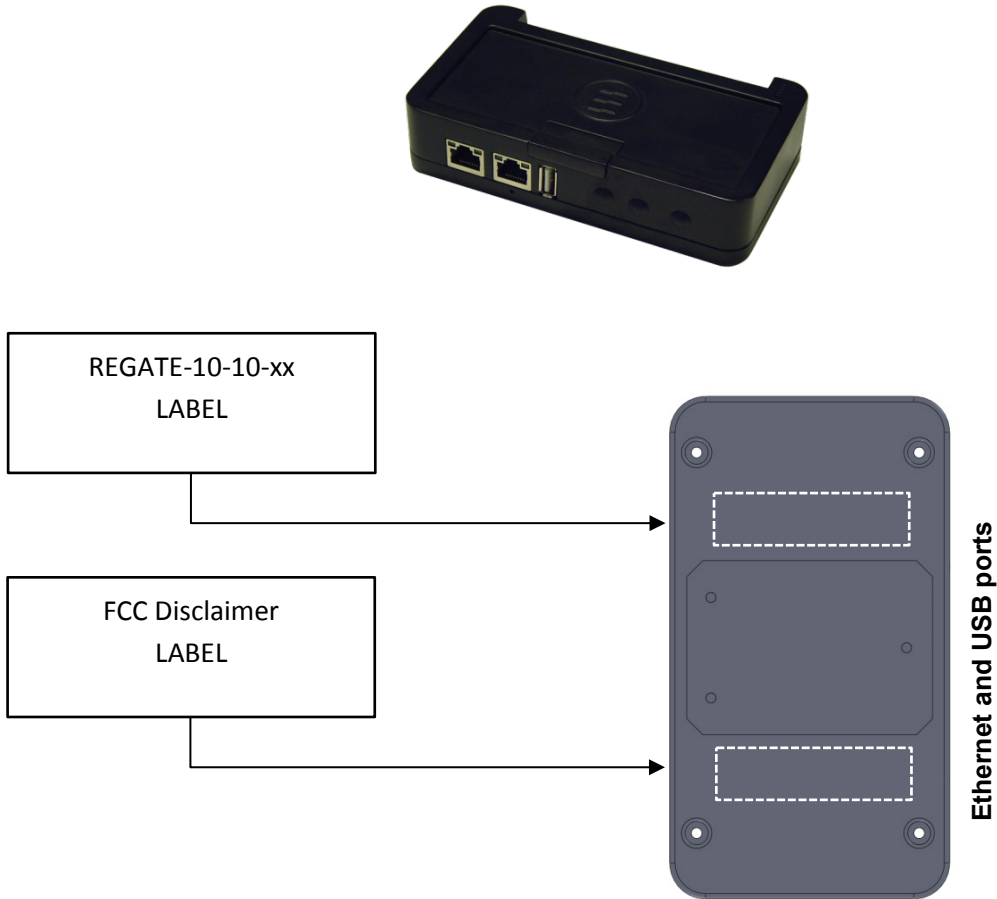 REGATE-10-10-xx
LABEL
FCC Disclaimer
LABEL
Ethernet and USB ports